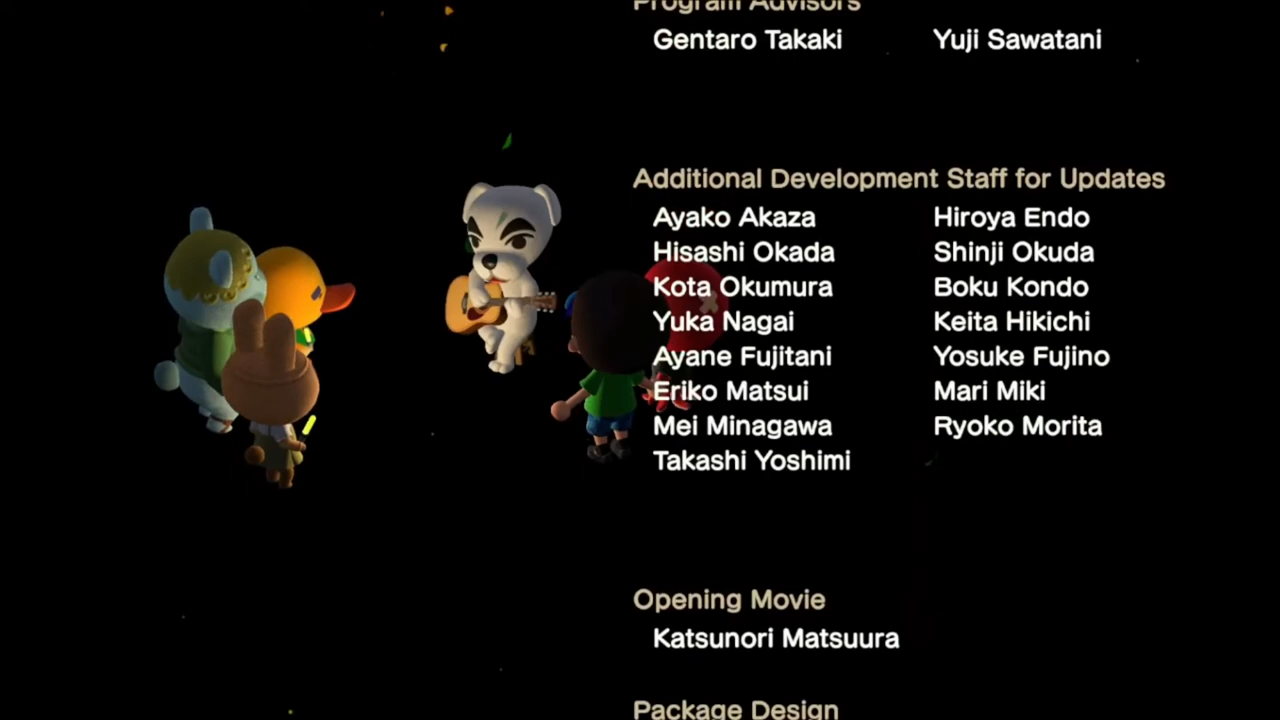 Program Advisors
Gentaro Takaki Yuji Sawatani
Additional Development Staff for Updates
Ayako Akaza Hiroya Endo
Hisashi Okada Shinji Okuda
Kota Okumura Boku Kondo
Yuka Nagai Keita Hikichi
Ayane Fujitani Yosuke Fujino
Eriko Matsui Mari Miki
Mei Minagawa Ryoko Morita
Takashi Yoshimi
Opening Movie
Katsunori Matsuura
Package Design